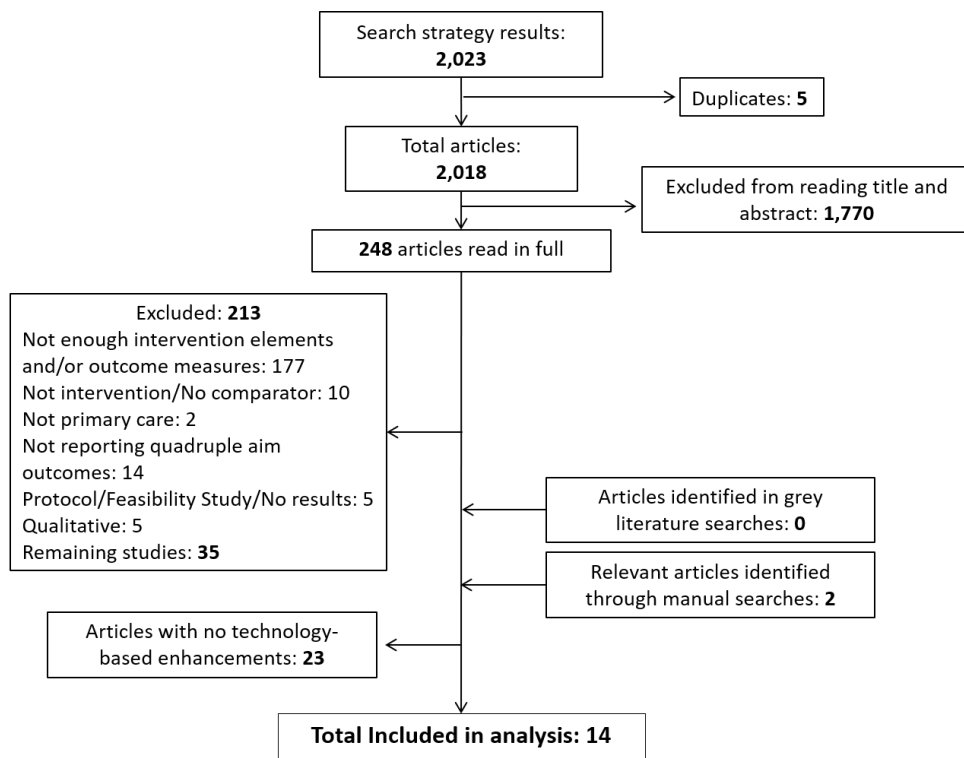 Search strategy results:
2,023
Duplicates: 5
Total articles:
2,018
Excluded from reading title and
abstract: 1,770
248 articles read in full
Excluded: 213
Not enough intervention elements
and/or outcome measures: 177
Not intervention/No comparator: 10
Not primary care: 2
Not reporting quadruple aim
outcomes: 14
Protocol/Feasibility Study/No results: 5
Qualitative: 5
Remaining studies: 35
Articles identified in grey
literature searches: 0
Relevant articles identified
through manual searches: 2
Articles with no technology-
based enhancements: 23
Total Included in analysis: 14